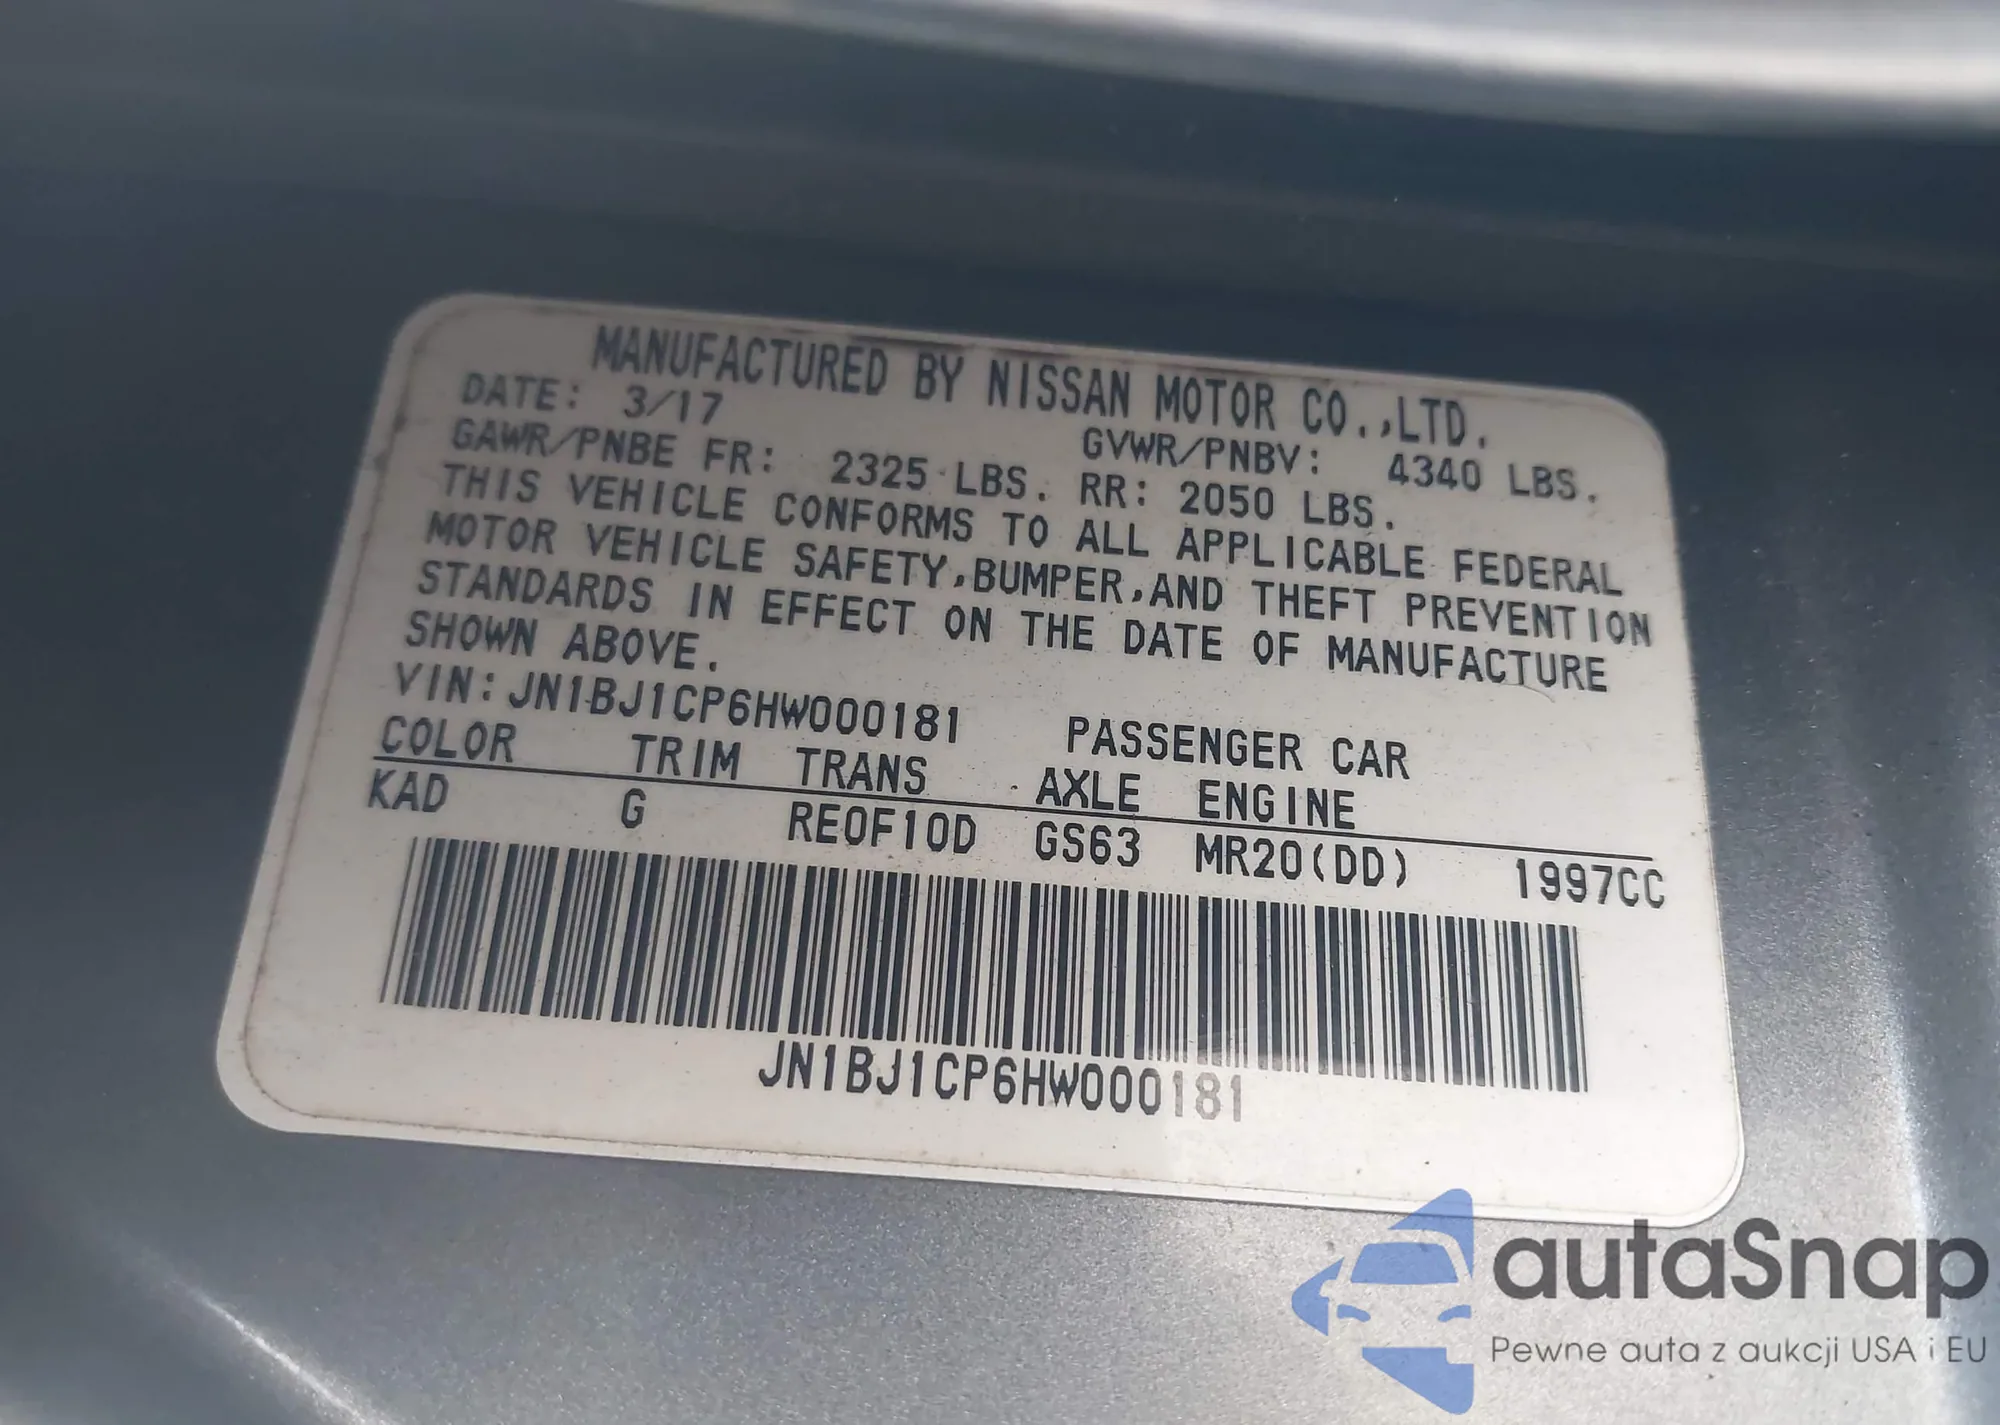 MANUFACTURED BY NISSAN MOTOR CO.,LTD.
DATE: 3/17 GVWR/PNBV: 4340 LBS.
GAWR/PNBE FR: 2325 LBS. RR: 2050 LBS.
THIS VEHICLE CONFORMS TO ALL APPLICABLE FEDERAL
MOTOR VEHICLE SAFETY,BUMPER,AND THEFT PREVENTION
STANDARDS IN EFFECT ON THE DATE OF MANUFACTURE
SHOWN ABOVE.
VIN:JN1BJ1CP6HW000181 PASSENGER CAR
COLOR TRIM TRANS AXLE ENGINE
KAD G RE0F10D GS63 MR20(DD) 1997CC
JN1BJ1CP6HW000181
autaSnap
Pewne auta z aukcji USA i EU